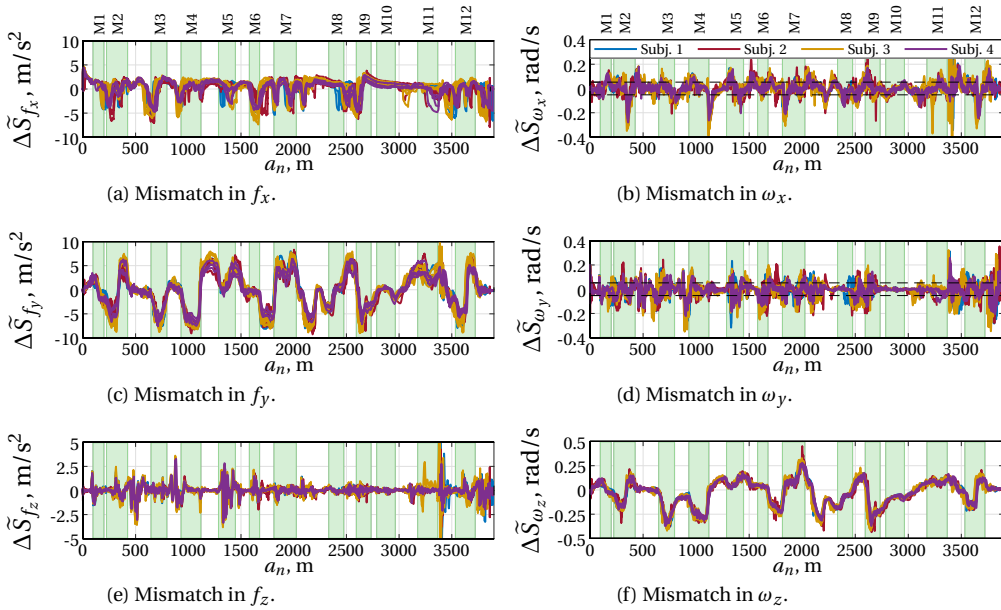 M1 M2 M3 M4 M5 M6 M7 M8 M9 M10 M11 M12
ΔS̃_{f_x}, m/s²
10
5
0
-5
-10
0 500 1000 1500 2000 2500 3000 3500
a_n, m
(a) Mismatch in f_x.
M1 M2 M3 M4 M5 M6 M7 M8 M9 M10 M11 M12
Subj. 1 Subj. 2 Subj. 3 Subj. 4
ΔS̃_{ω_x}, rad/s
0.4
0.2
0
-0.2
-0.4
0 500 1000 1500 2000 2500 3000 3500
a_n, m
(b) Mismatch in ω_x.
ΔS̃_{f_y}, m/s²
10
5
0
-5
-10
0 500 1000 1500 2000 2500 3000 3500
a_n, m
(c) Mismatch in f_y.
ΔS̃_{ω_y}, rad/s
0.4
0.2
0
-0.2
-0.4
0 500 1000 1500 2000 2500 3000 3500
a_n, m
(d) Mismatch in ω_y.
ΔS̃_{f_z}, m/s²
5
2.5
0
-2.5
-5
0 500 1000 1500 2000 2500 3000 3500
a_n, m
(e) Mismatch in f_z.
ΔS̃_{ω_z}, rad/s
0.5
0.25
0
-0.25
-0.5
0 500 1000 1500 2000 2500 3000 3500
a_n, m
(f) Mismatch in ω_z.